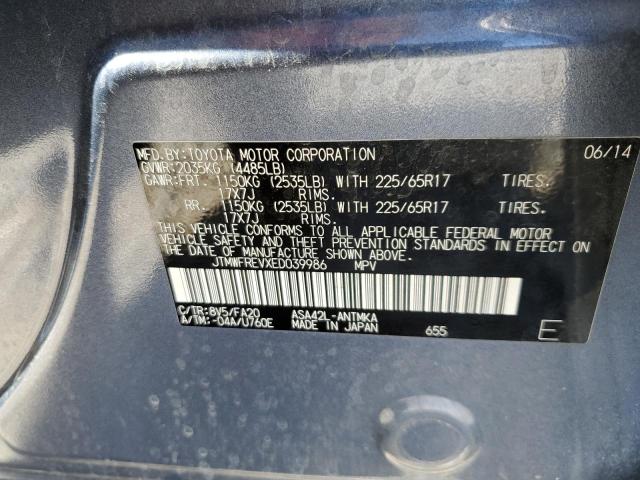 MFD.BY:TOYOTA MOTOR CORPORATION 06/14
GVWR:2035KG (4485LB)
GAWR:FRT. 1150KG (2535LB) WITH 225/65R17 TIRES.
17X7J RIMS.
RR. 1150KG (2535LB) WITH 225/65R17 TIRES.
17X7J RIMS.
THIS VEHICLE CONFORMS TO ALL APPLICABLE FEDERAL MOTOR
VEHICLE SAFETY AND THEFT PREVENTION STANDARDS IN EFFECT ON
THE DATE OF MANUFACTURE SHOWN ABOVE.
JTMWFREVXED039986 MPV
C/TR:8V5/FA20 ASA42L-ANTMKA
A/TM:-04A/U760E MADE IN JAPAN 655 E